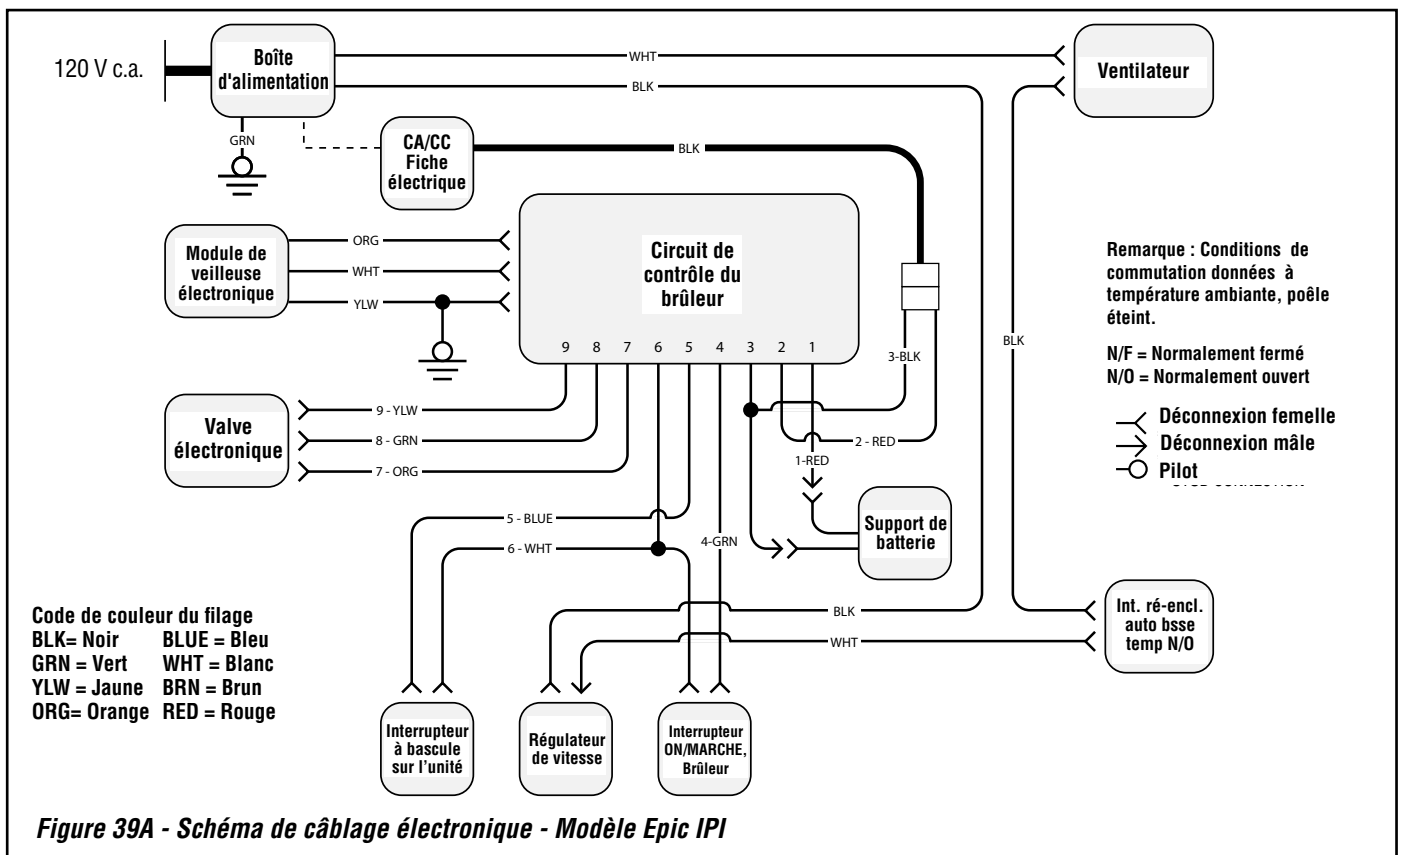 120 V c.a.
Boîte
d'alimentation
WHT
BLK
Ventilateur
GRN
CA/CC
Fiche
électrique
BLK
Module de
veilleuse
électronique
ORG
WHT
YLW
Circuit de
contrôle du
brûleur
9 8 7 6 5 4 3 2 1
3-BLK
BLK
Remarque : Conditions de
commutation données à
température ambiante, poêle
éteint.
N/F = Normalement fermé
N/O = Normalement ouvert
Déconnexion femelle
Déconnexion mâle
Pilot
Valve
électronique
9 - YLW
8 - GRN
7 - ORG
2 - RED
1-RED
5 - BLUE
6 - WHT
4-GRN
Support de
batterie
BLK
WHT
Int. ré-encl.
auto bsse
temp N/O
Code de couleur du filage
BLK= Noir BLUE = Bleu
GRN = Vert WHT = Blanc
YLW = Jaune BRN = Brun
ORG= Orange RED = Rouge
Interrupteur
à bascule
sur l'unité
Régulateur
de vitesse
Interrupteur
ON/MARCHE,
Brûleur
Figure 39A - Schéma de câblage électronique - Modèle Epic IPI